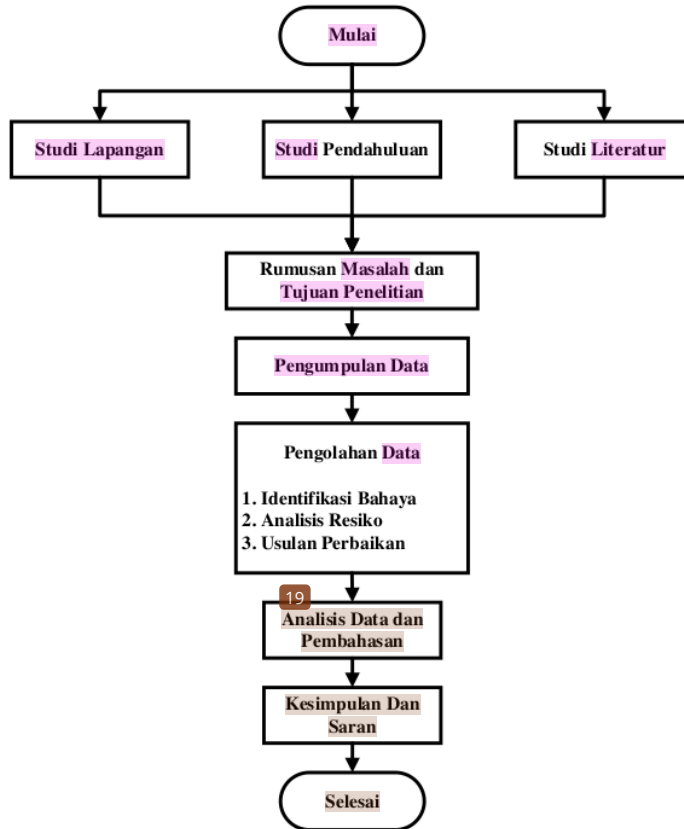 Mulai
Studi Lapangan
Studi Pendahuluan
Studi Literatur
Rumusan Masalah dan
Tujuan Penelitian
Pengumpulan Data
Pengolahan Data
1. Identifikasi Bahaya
2. Analisis Resiko
3. Usulan Perbaikan
19
Analisis Data dan
Pembahasan
Kesimpulan Dan
Saran
Selesai